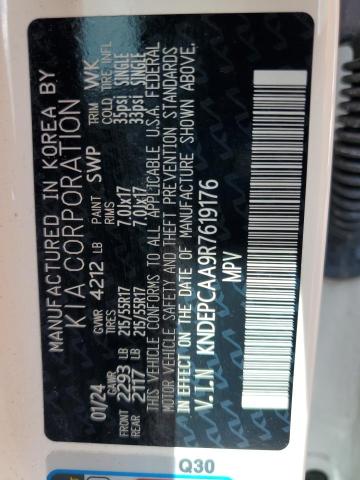 MANUFACTURED IN KOREA BY
KIA CORPORATION
01/24 GVWR 4212 LB PAINT SWP TRIM WK
GAWR TIRES RIMS COLD TIRE INFL
2293 LB 215/55R17 7.0Jx17 35psi SINGLE
2117 LB 215/55R17 7.0Jx17 33psi SINGLE
THIS VEHICLE CONFORMS TO ALL APPLICABLE U.S.A. FEDERAL
MOTOR VEHICLE SAFETY AND THEFT PREVENTION STANDARDS
IN EFFECT ON THE DATE OF MANUFACTURE SHOWN ABOVE.
V.I.N. KNDEPCAA9R7619176
MPV
Q30